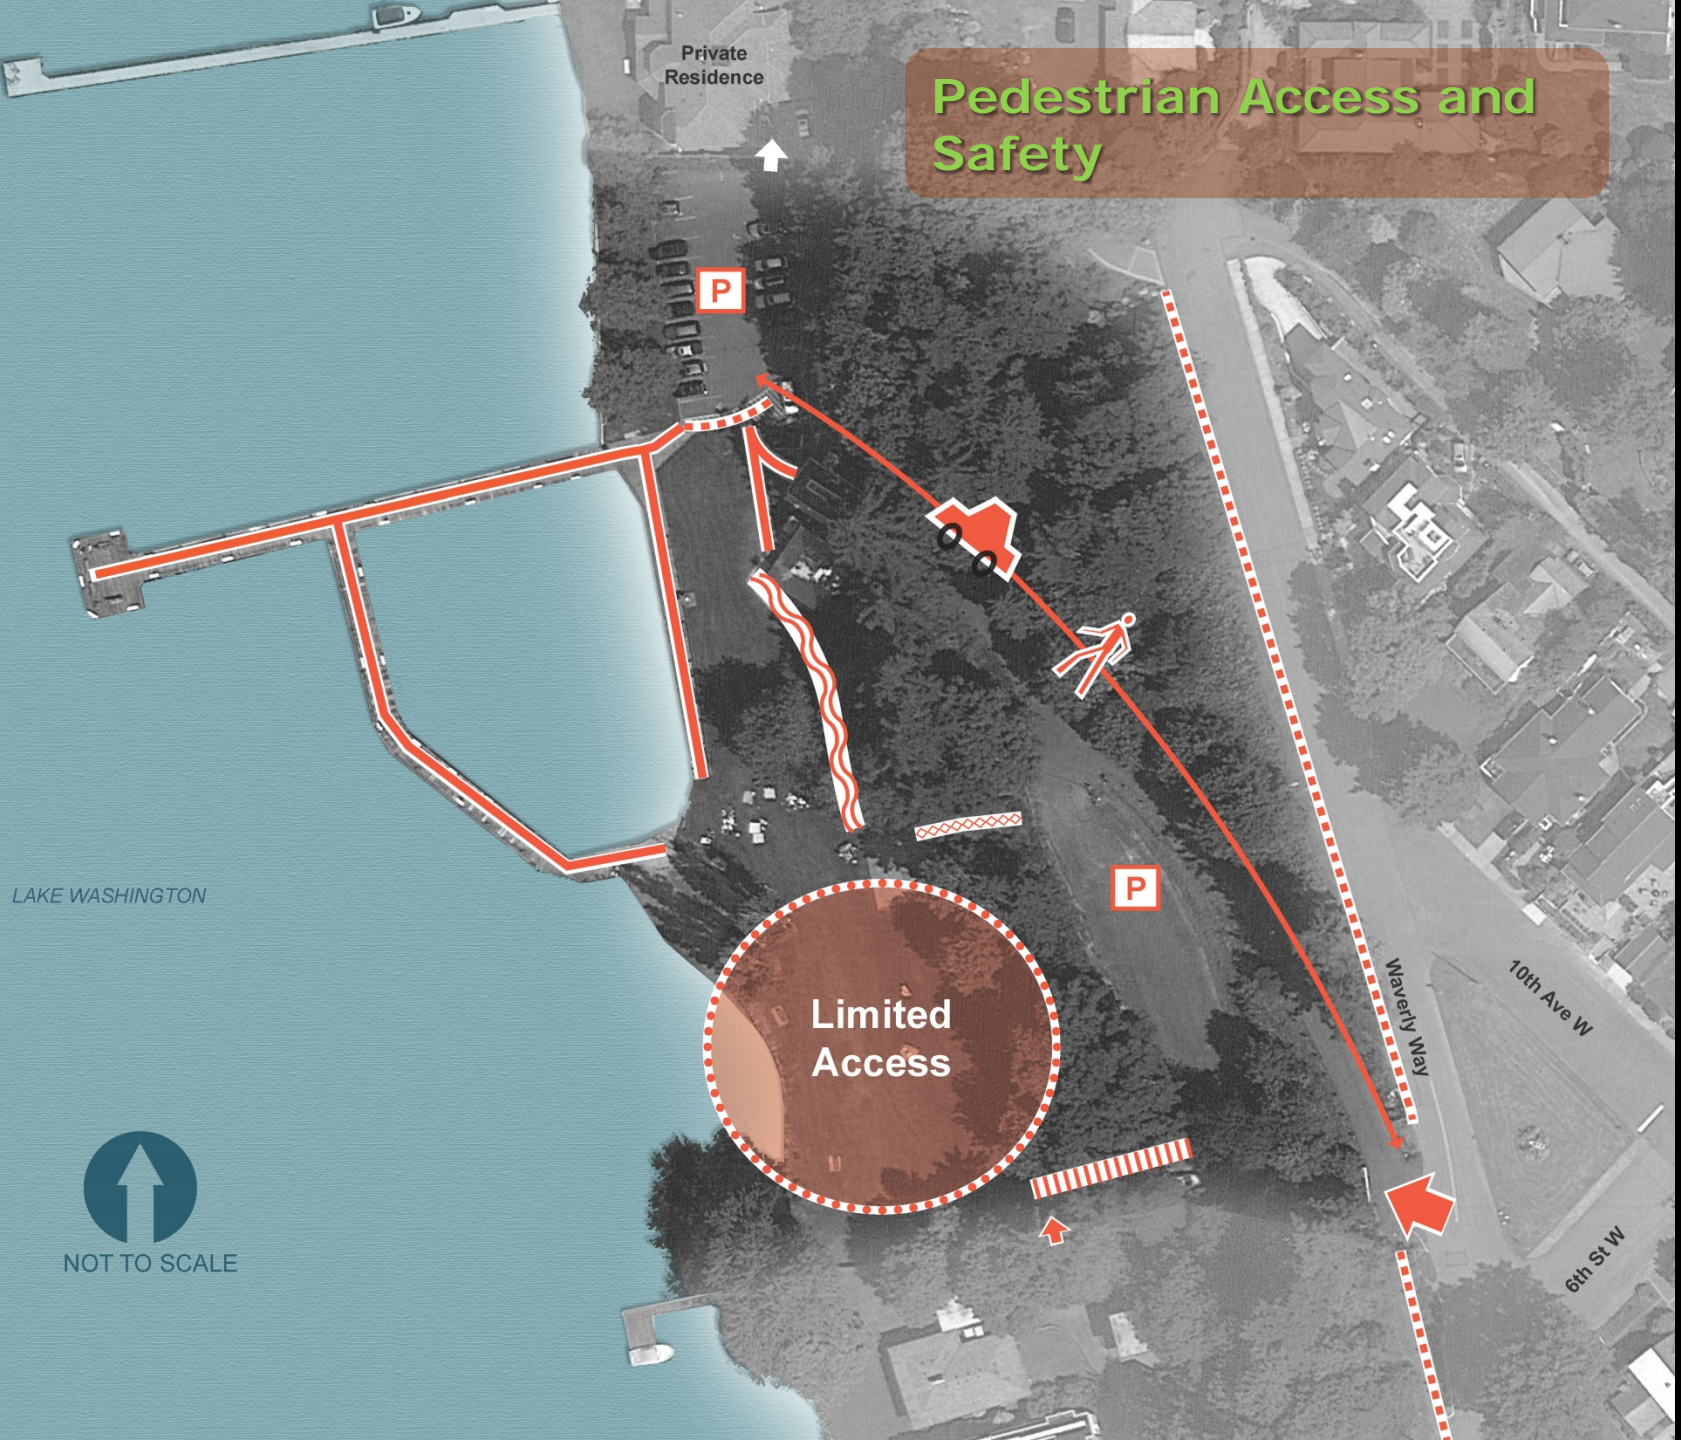 Private
Residence
Pedestrian Access and
Safety
P
P
LAKE WASHINGTON
Limited
Access
Waverly Way
10th Ave W
6th St W
NOT TO SCALE